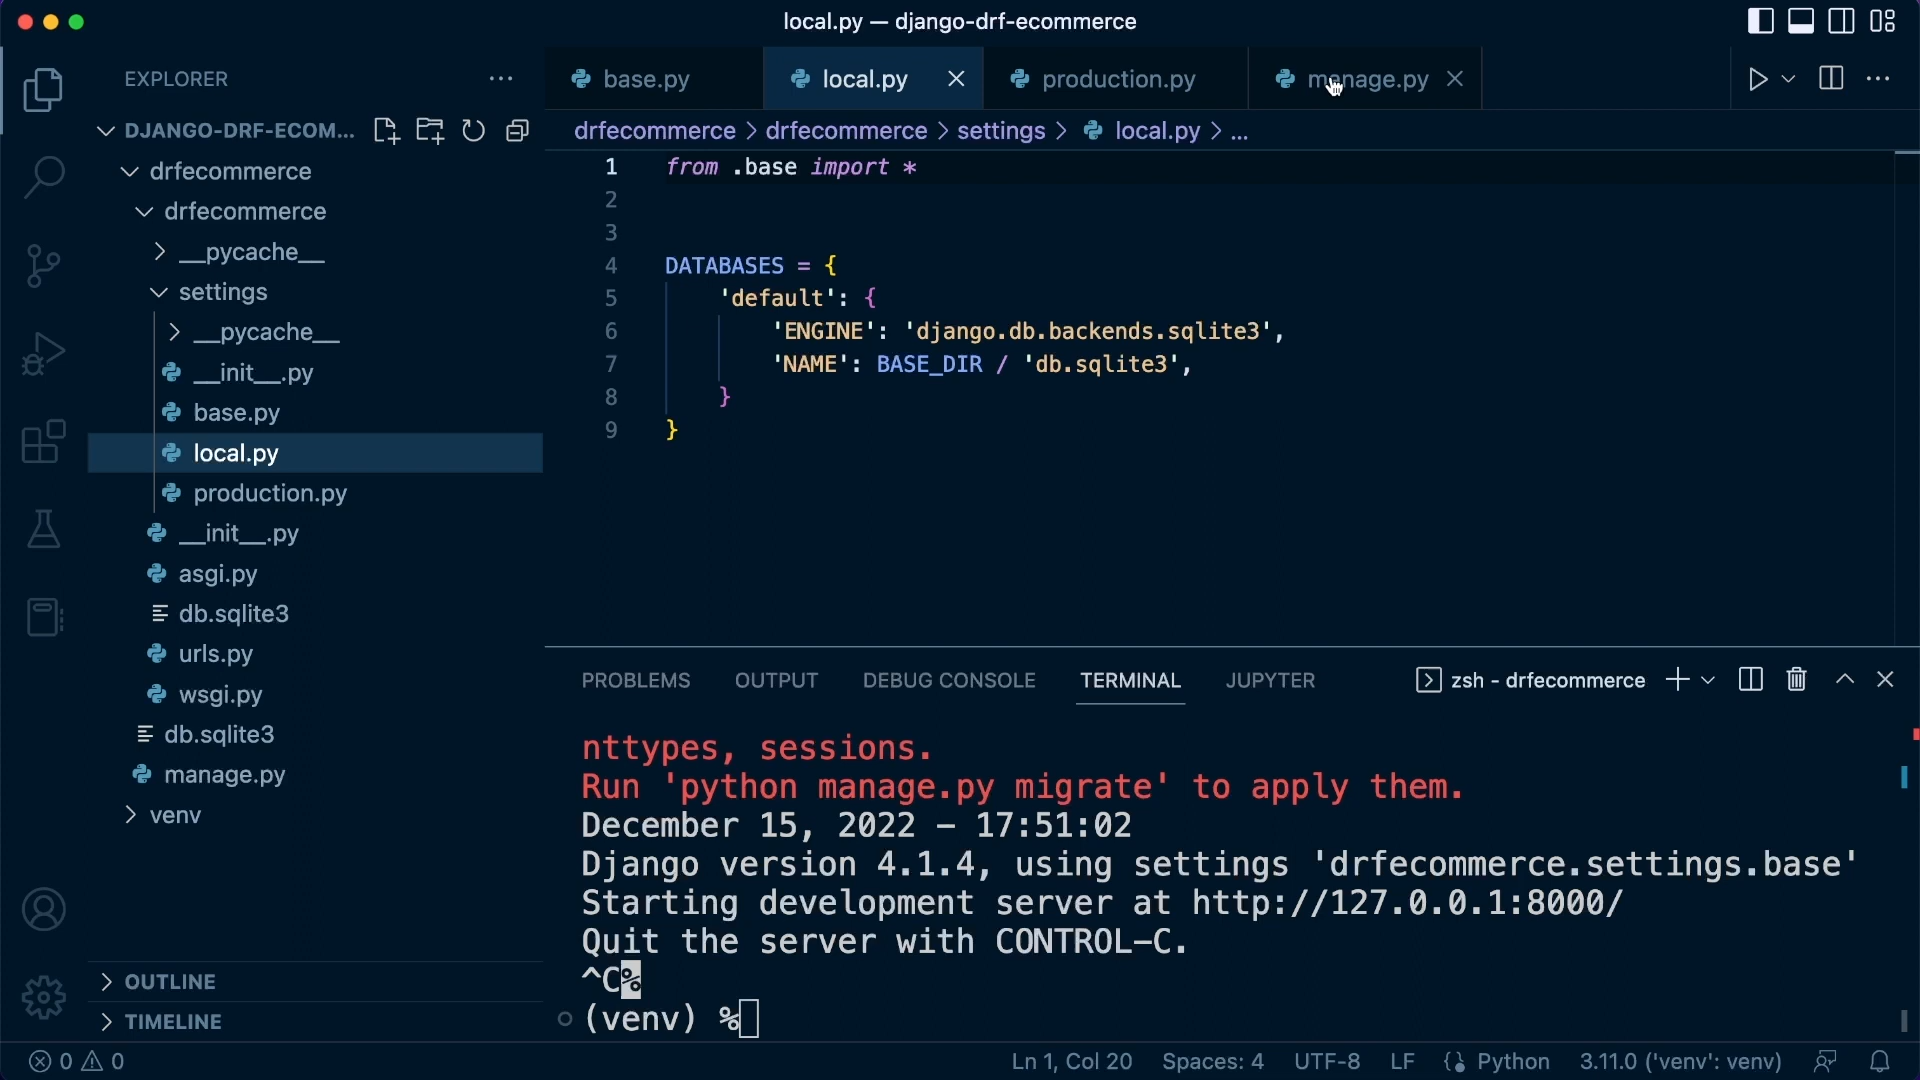 local.py — django-drf-ecommerce
EXPLORER
DJANGO-DRF-ECOM...
drfecommerce
drfecommerce
__pycache__
settings
__pycache__
__init__.py
base.py
local.py
production.py
__init__.py
asgi.py
db.sqlite3
urls.py
wsgi.py
db.sqlite3
manage.py
venv
OUTLINE
TIMELINE
base.py
local.py
production.py
manage.py
drfecommerce > drfecommerce > settings > local.py > ...
1 from .base import *
2
3
4 DATABASES = {
5 'default': {
6 'ENGINE': 'django.db.backends.sqlite3',
7 'NAME': BASE_DIR / 'db.sqlite3',
8 }
9 }
PROBLEMS OUTPUT DEBUG CONSOLE TERMINAL JUPYTER
zsh - drfecommerce
nttypes, sessions.
Run 'python manage.py migrate' to apply them.
December 15, 2022 - 17:51:02
Django version 4.1.4, using settings 'drfecommerce.settings.base'
Starting development server at http://127.0.0.1:8000/
Quit the server with CONTROL-C.
^C%
(venv) %
0 0
Ln 1, Col 20 Spaces: 4 UTF-8 LF Python 3.11.0 ('venv': venv)